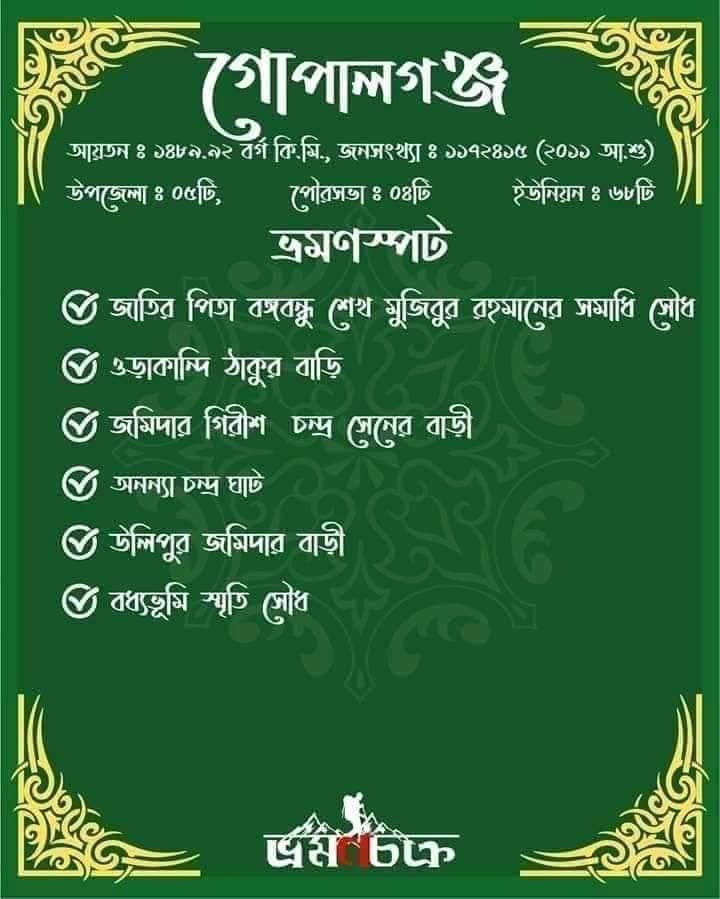 গোপালগঞ্জ
আয়তন ঃ ১৪৮৯.৯২ বর্গ কি.মি., জনসংখ্যা ঃ ১১৭২৪১৫ (২০১১ আ.শু)
উপজেলা ঃ ০৫টি, পৌরসভা ঃ ০৪টি ইউনিয়ন ঃ ৬৮টি
ভ্রমণস্পট
জাতির পিতা বঙ্গবন্ধু শেখ মুজিবুর রহমানের সমাধি সৌধ
ওড়াকান্দি ঠাকুর বাড়ি
জমিদার গিরীশ চন্দ্র সেনের বাড়ী
অনন্যা চন্দ্র ঘাট
উলপুর জমিদার বাড়ী
বধ্যভূমি স্মৃতি সৌধ
ভ্রমণচক্র